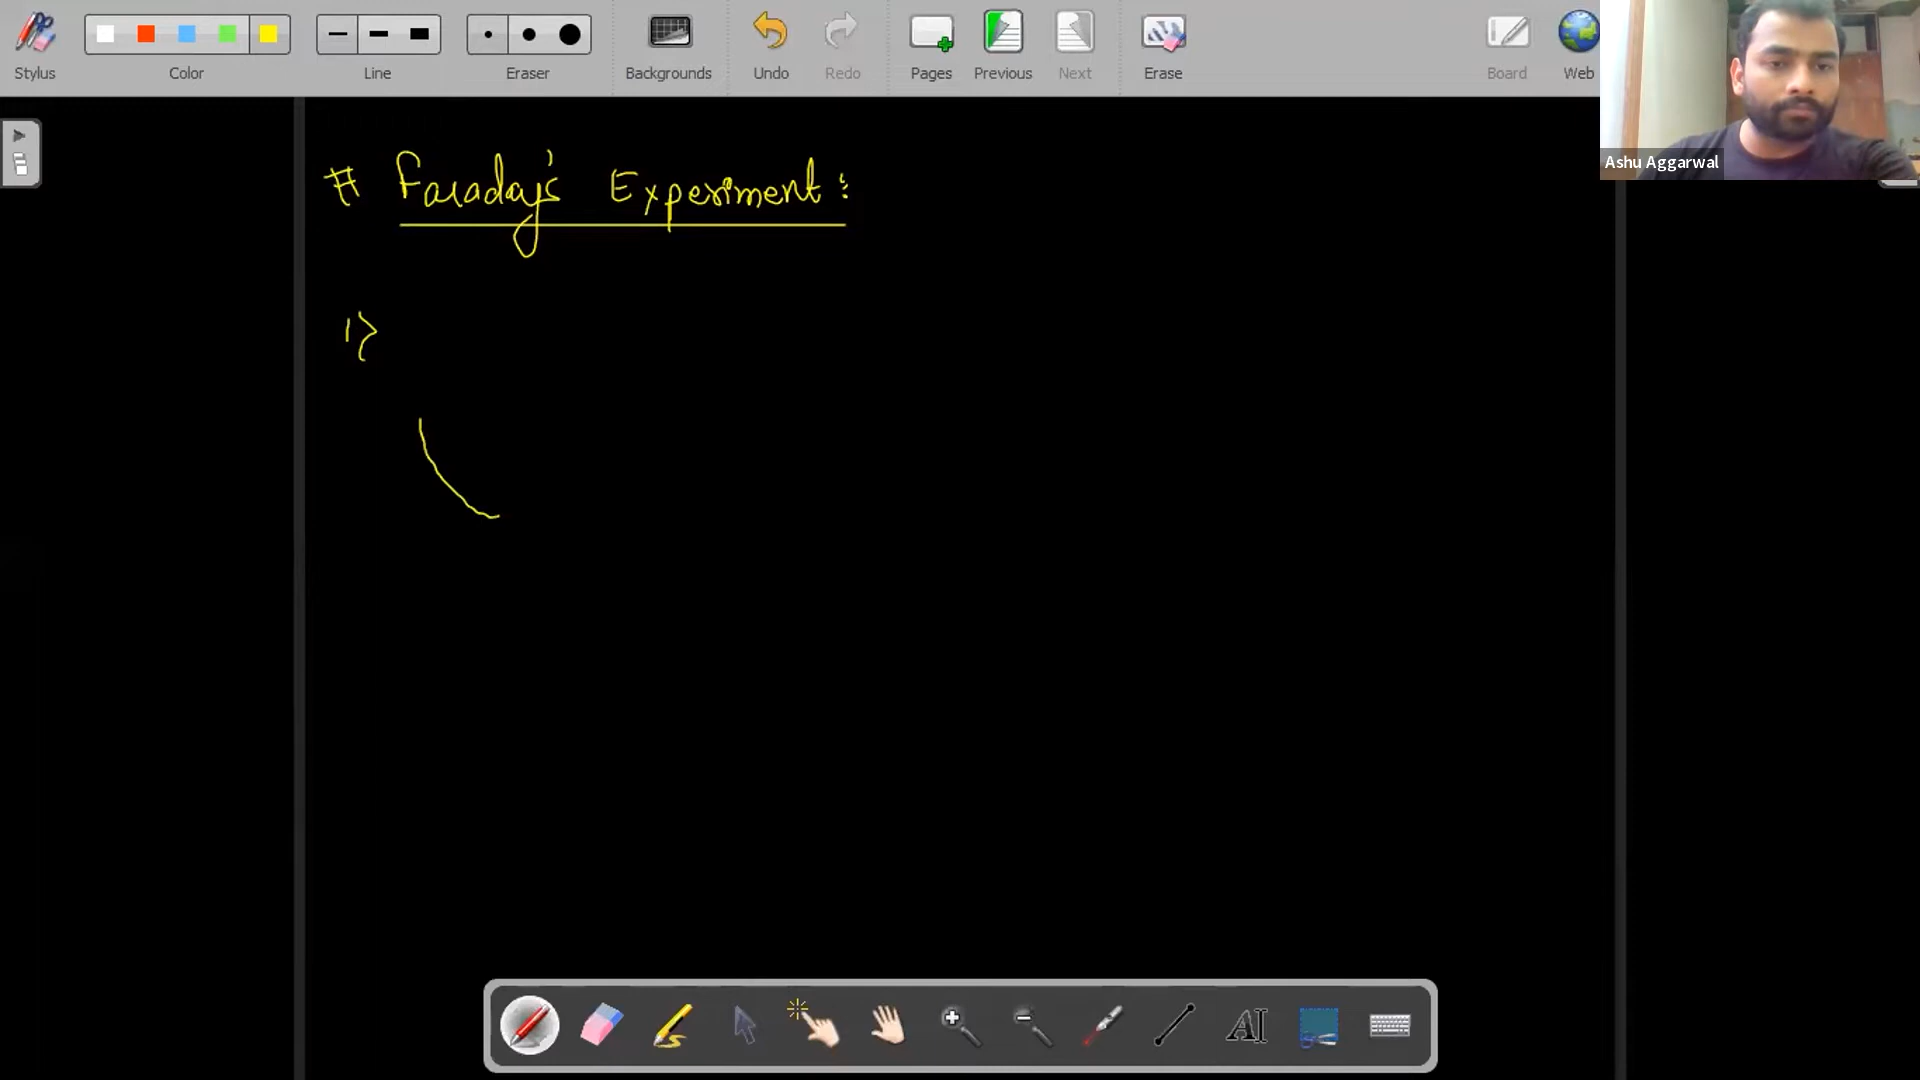 Stylus Color Line Eraser Backgrounds Undo Redo Pages Previous Next Erase Board Web
Ashu Aggarwal
# Faraday's Experiment :
1)